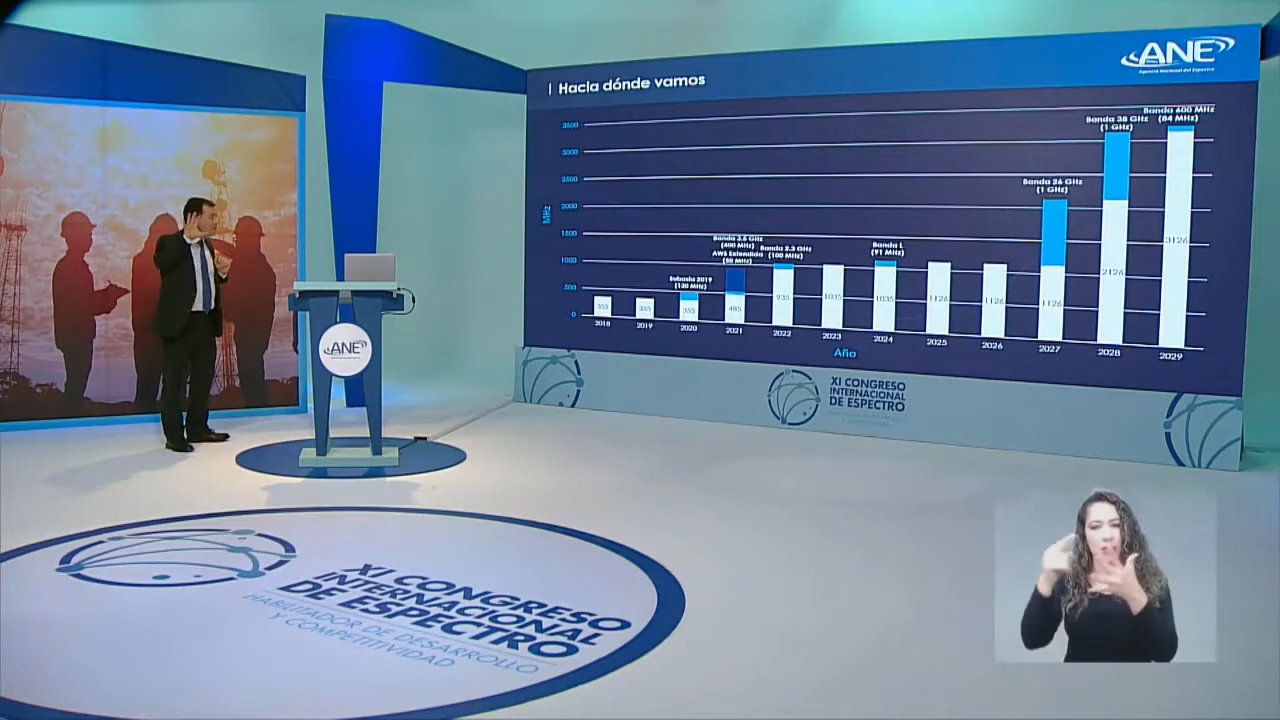 Hacia dónde vamos
ANE
Agencia Nacional del Espectro
Banda 600 MHz
(84 MHz)
Banda 38 GHz
(1 GHz)
Banda 26 GHz
(1 GHz)
Banda 3.5 GHz
(400 MHz)
AWS Extendida
(50 MHz)
Banda 2.3 GHz
(100 MHz)
Banda L
(91 MHz)
Subasta 2019
(130 MHz)
3500
3000
2500
2000
1500
1000
500
0
MHz
355
355
355
485
935
1035
1035
1126
1126
1126
2126
3126
2018
2019
2020
2021
2022
2023
2024
2025
2026
2027
2028
2029
Año
ANE
XI CONGRESO
INTERNACIONAL
DE ESPECTRO
XI CONGRESO
INTERNACIONAL
DE ESPECTRO
HABILITADOR DE DESARROLLO
Y COMPETITIVIDAD